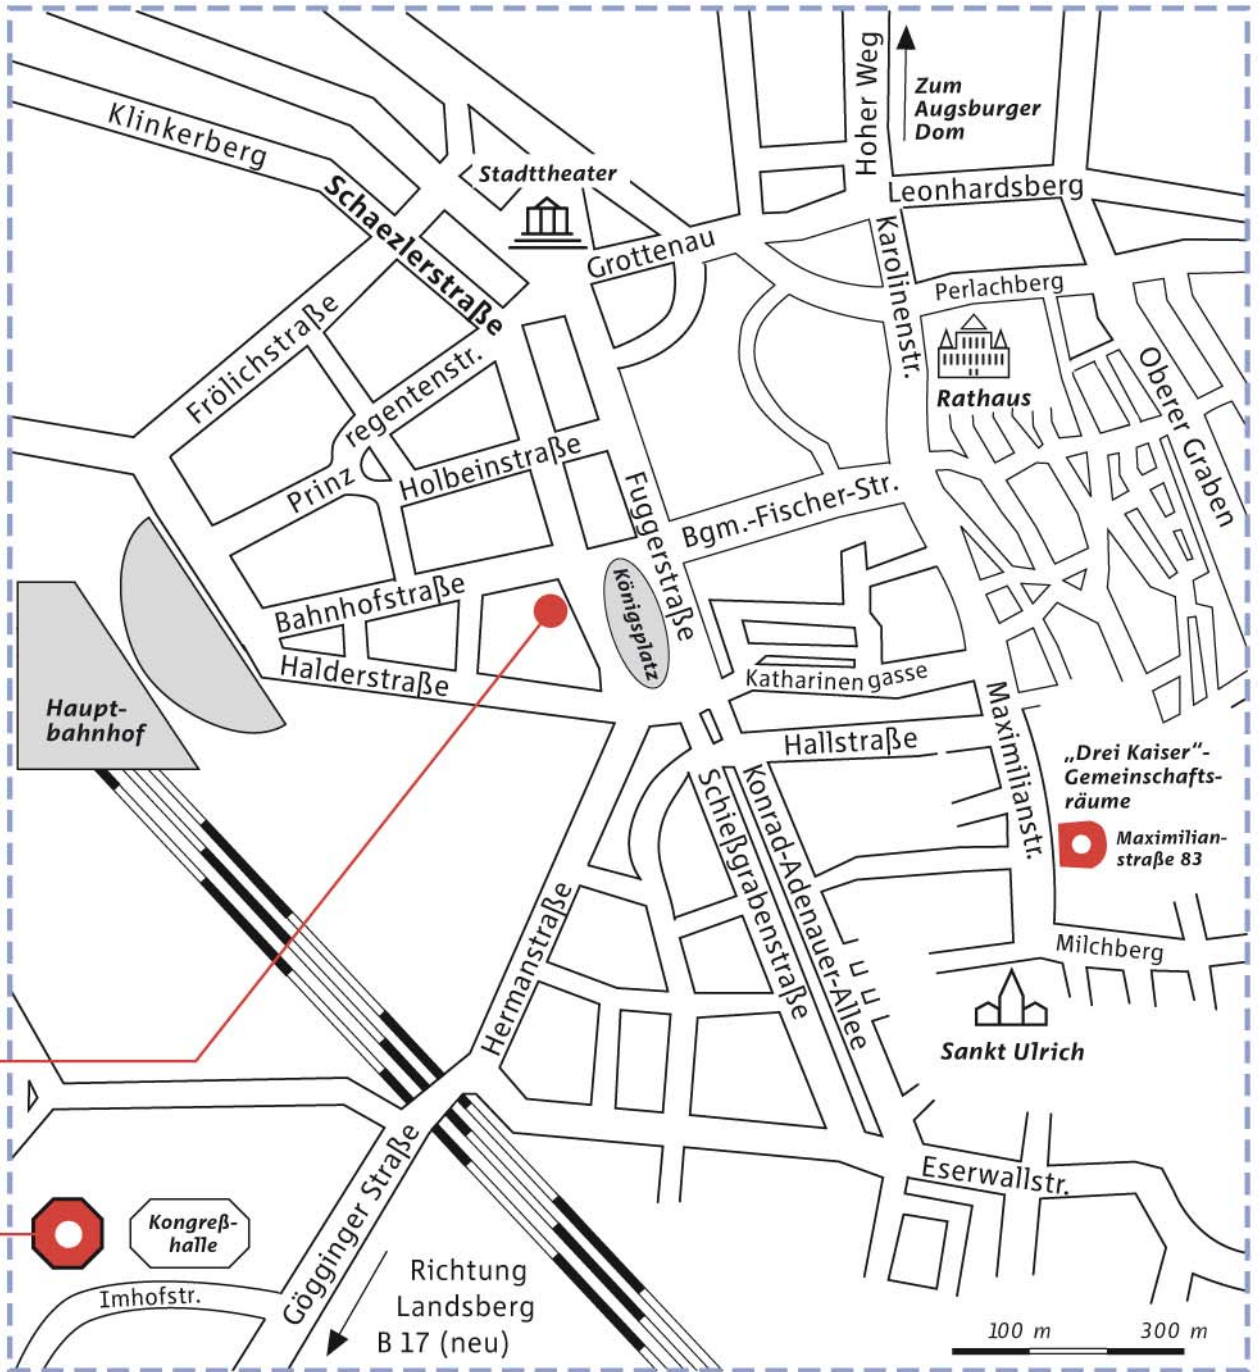 Hoher Weg
Zum
Augsburger
Dom
Klinkerberg
Schaezlerstraße
Stadttheater
Leonhardsberg
Grottenau
Karolinenstr.
Perlachberg
Frölichstraße
Prinz regentenstr.
Rathaus
Oberer Graben
Holbeinstraße
Fuggerstraße
Bgm.-Fischer-Str.
Bahnhofstraße
Königsplatz
Halderstraße
Katharinengasse
Haupt-
bahnhof
Hallstraße
Maximilianstr.
„Drei Kaiser“-
Gemeinschafts-
räume
Maximilian-
straße 83
Schießgrabenstraße
Konrad-Adenauer-Allee
Hermanstraße
Milchberg
Sankt Ulrich
Eserwallstr.
Gögginger Straße
Kongreß-
halle
Imhofstr.
Richtung
Landsberg
B 17 (neu)
100 m 300 m